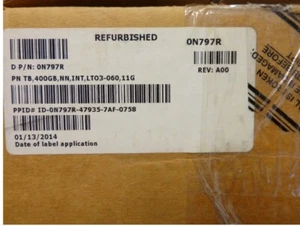 REFURBISHED
0N797R
D P/N: 0N797R
REV: A00
PN TB,400GB,NN,INT,LTO3-060,11G
PPID# ID-0N797R-47935-7AF-0758
01/13/2014
Date of label application